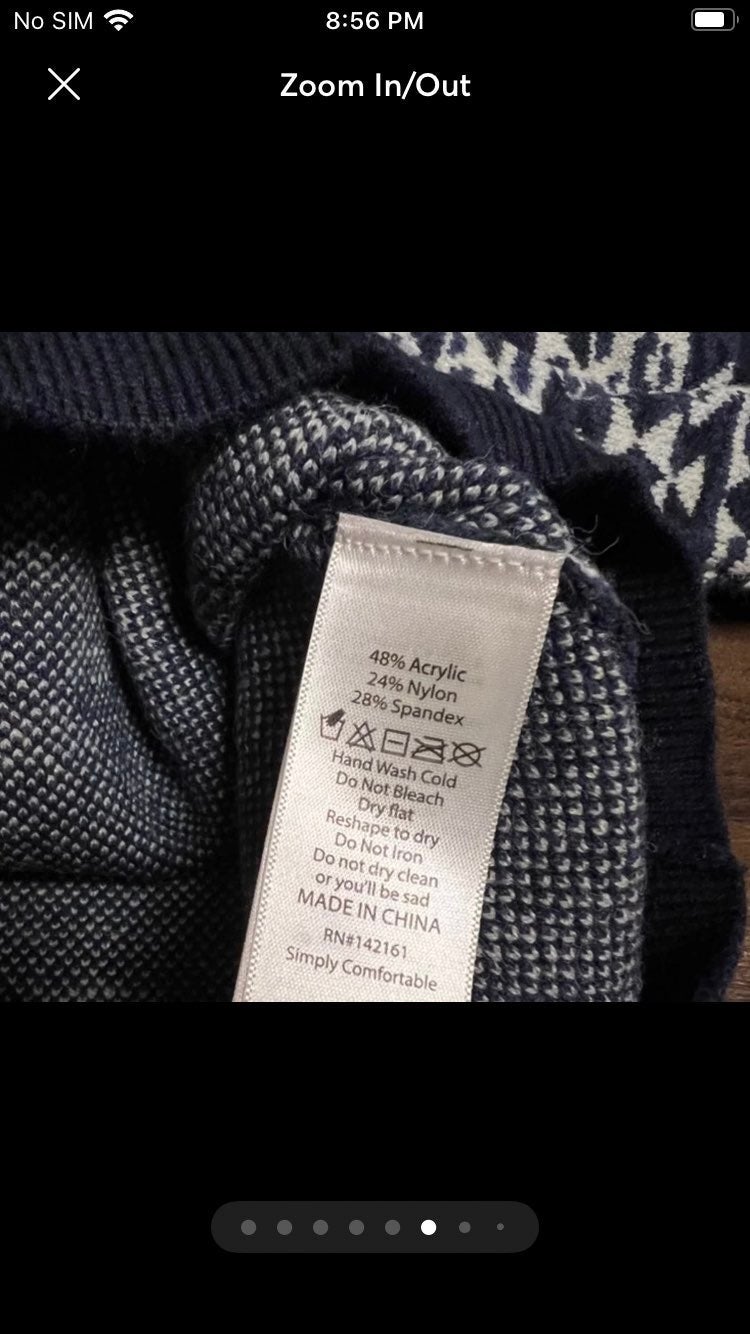 No SIM 8:56 PM
Zoom In/Out
48% Acrylic
24% Nylon
28% Spandex
Hand Wash Cold
Do Not Bleach
Dry flat
Reshape to dry
Do Not Iron
Do not dry clean
or you'll be sad
MADE IN CHINA
RN#142161
Simply Comfortable